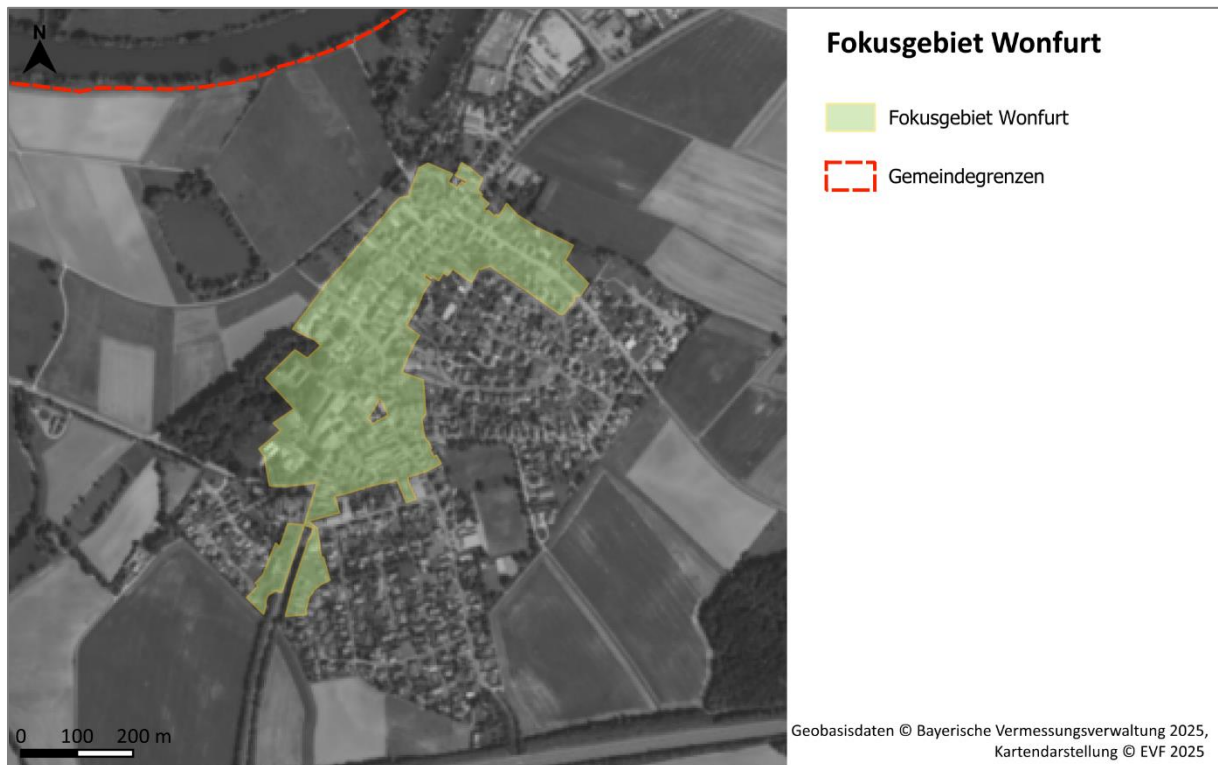 Fokusgebiet Wonfurt
Fokusgebiet Wonfurt
Gemeindegrenzen
N
0 100 200 m
Geobasisdaten © Bayerische Vermessungsverwaltung 2025,
Kartendarstellung © EVF 2025